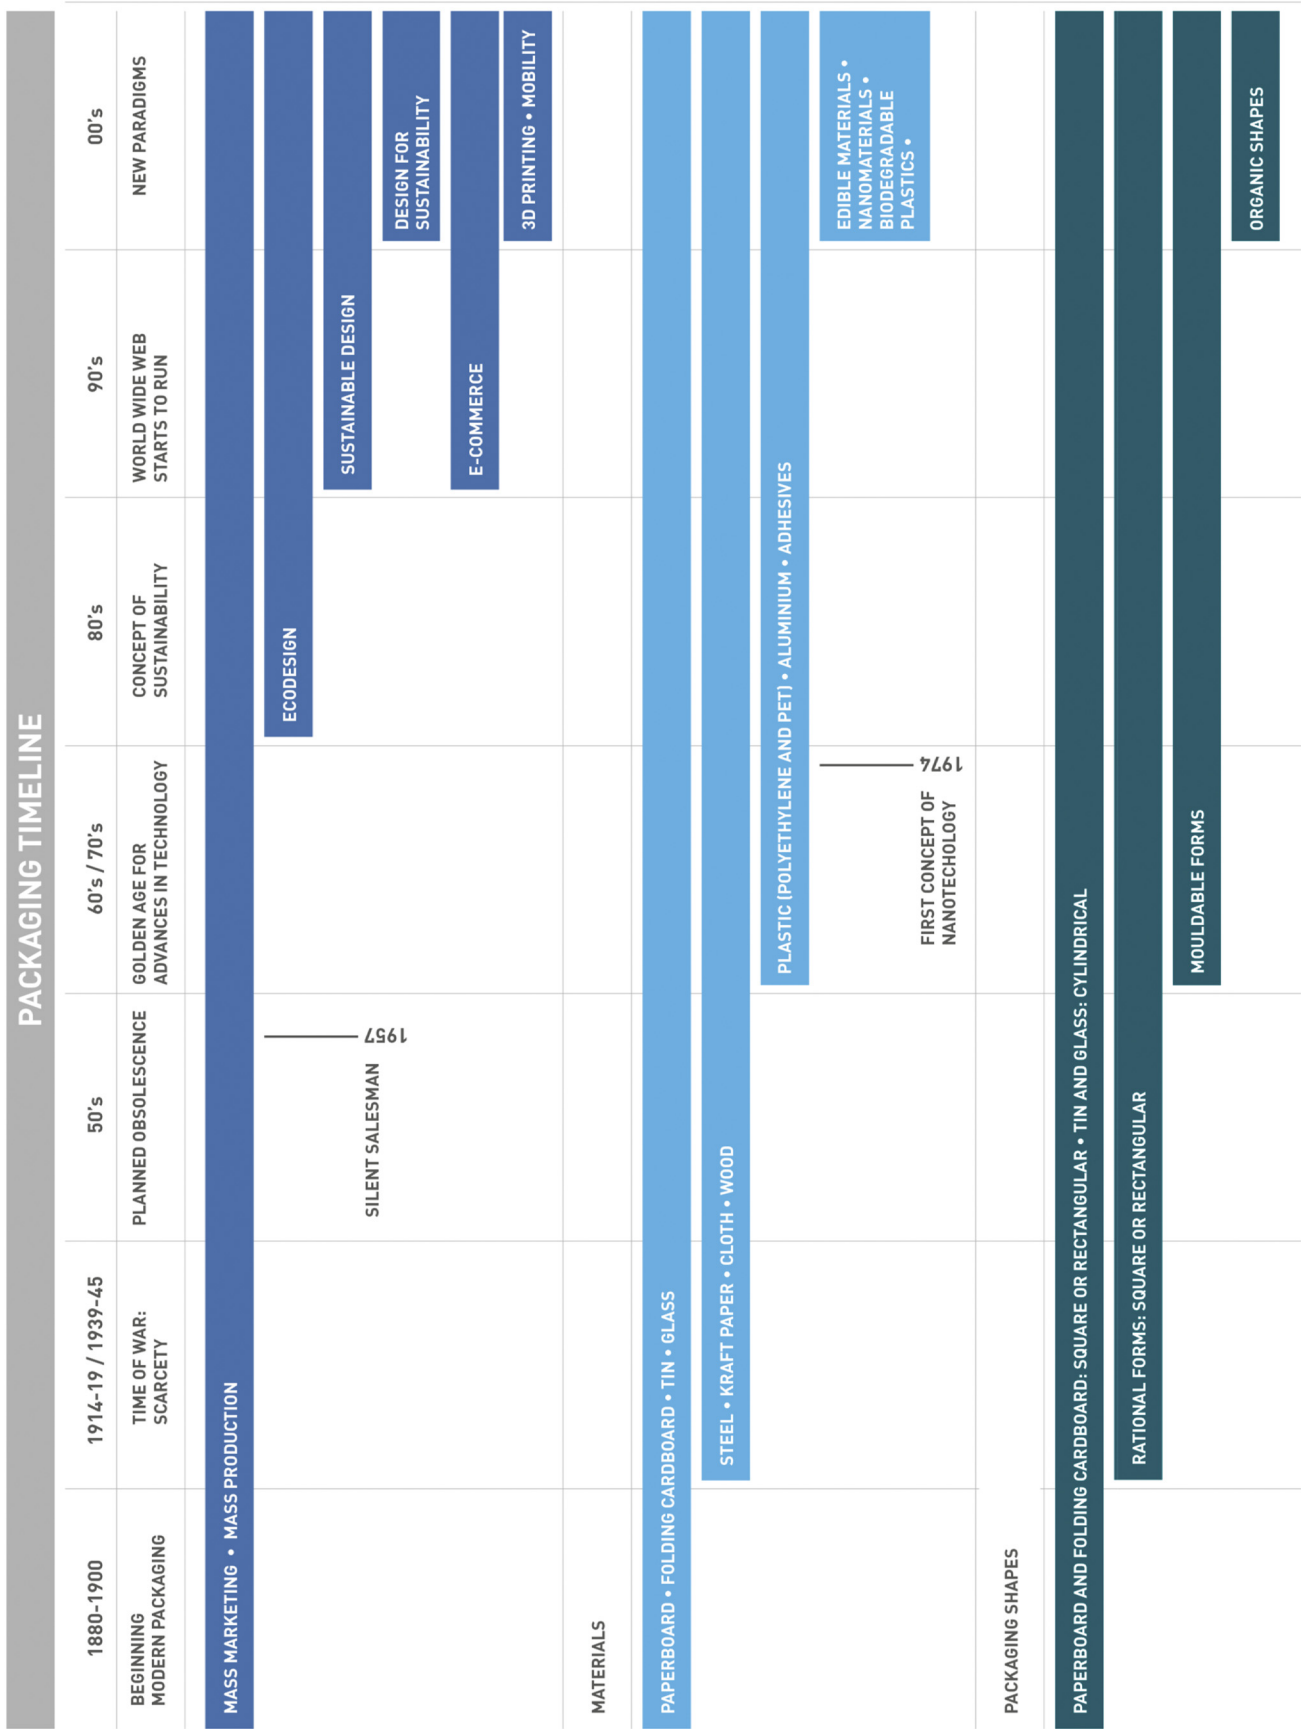 PACKAGING TIMELINE
1880-1900
1914-19 / 1939-45
50's
60's / 70's
80's
90's
00's
BEGINNING
MODERN PACKAGING
TIME OF WAR:
SCARCETY
PLANNED OBSOLESCENCE
GOLDEN AGE FOR
ADVANCES IN TECHNOLOGY
CONCEPT OF
SUSTAINABILITY
WORLD WIDE WEB
STARTS TO RUN
NEW PARADIGMS
MASS MARKETING • MASS PRODUCTION
ECODESIGN
SUSTAINABLE DESIGN
DESIGN FOR
SUSTAINABILITY
E-COMMERCE
3D PRINTING • MOBILITY
1957
SILENT SALESMAN
MATERIALS
PAPERBOARD • FOLDING CARDBOARD • TIN • GLASS
STEEL • KRAFT PAPER • CLOTH • WOOD
PLASTIC (POLYETHYLENE AND PET) • ALUMINIUM • ADHESIVES
EDIBLE MATERIALS •
NANOMATERIALS •
BIODEGRADABLE
PLASTICS •
1974
FIRST CONCEPT OF
NANOTECHOLOGY
PACKAGING SHAPES
PAPERBOARD AND FOLDING CARDBOARD: SQUARE OR RECTANGULAR • TIN AND GLASS: CYLINDRICAL
RATIONAL FORMS: SQUARE OR RECTANGULAR
MOULDABLE FORMS
ORGANIC SHAPES